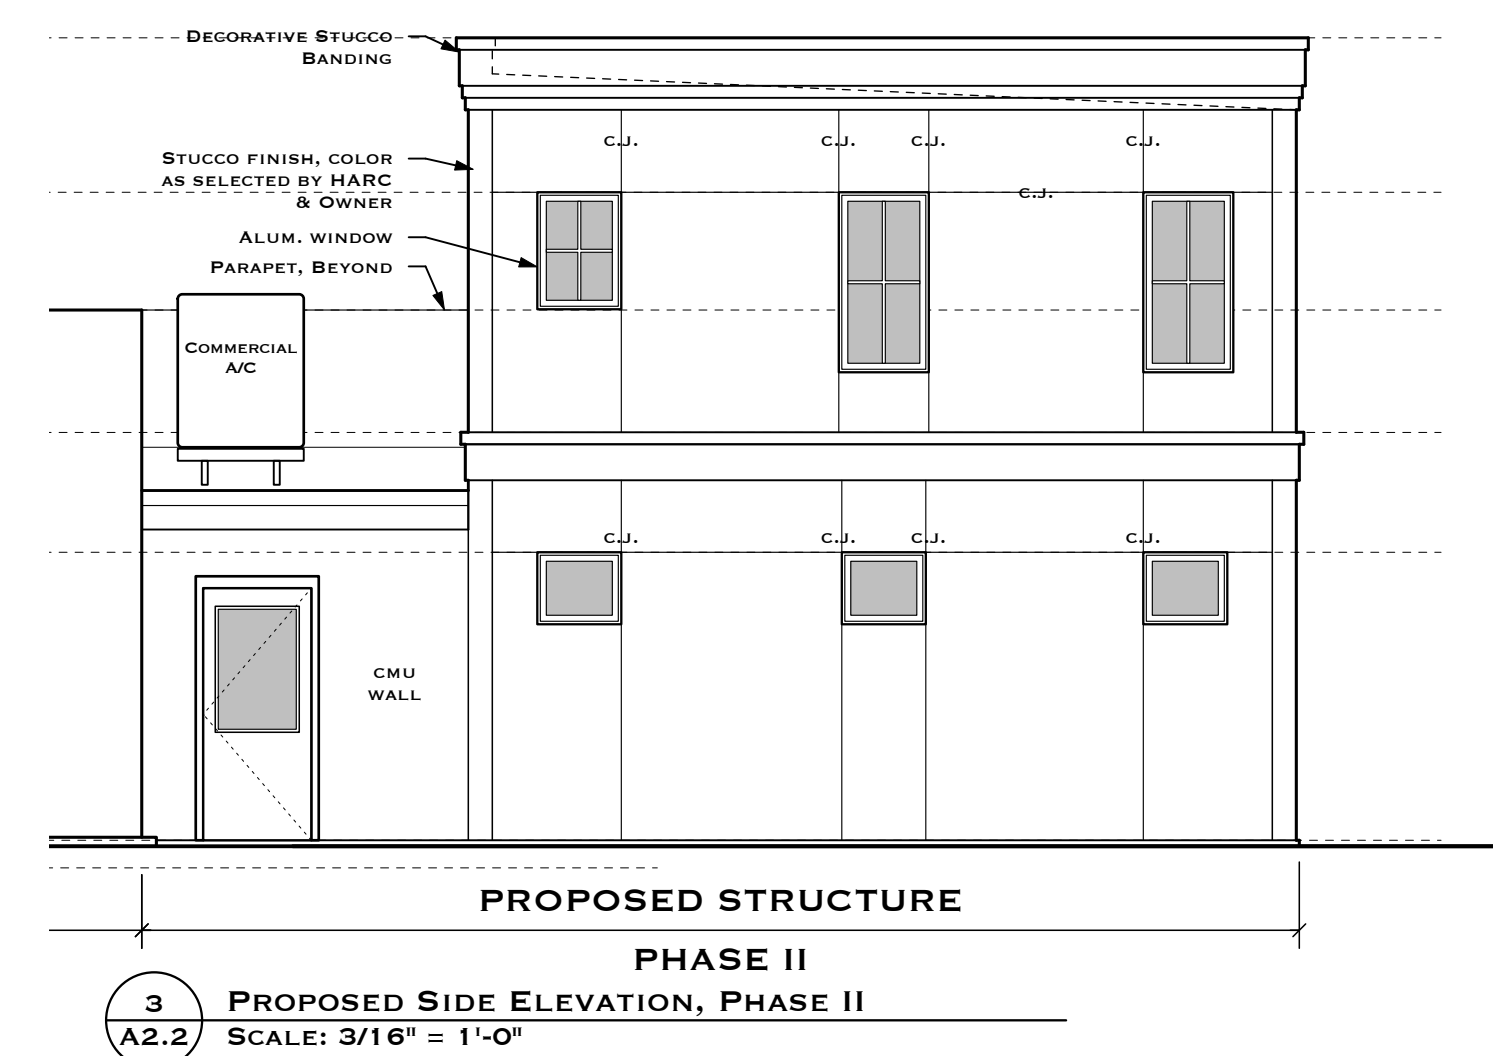 Decorative Stucco
Banding
C.J. C.J. C.J. C.J.
Stucco finish, color
as selected by HARC
& Owner
C.J.
Alum. window
Parapet, Beyond
Commercial
A/C
C.J. C.J. C.J. C.J.
CMU
WALL
PROPOSED STRUCTURE
PHASE II
3
Proposed Side Elevation, Phase II
A2.2
Scale: 3/16" = 1'-0"